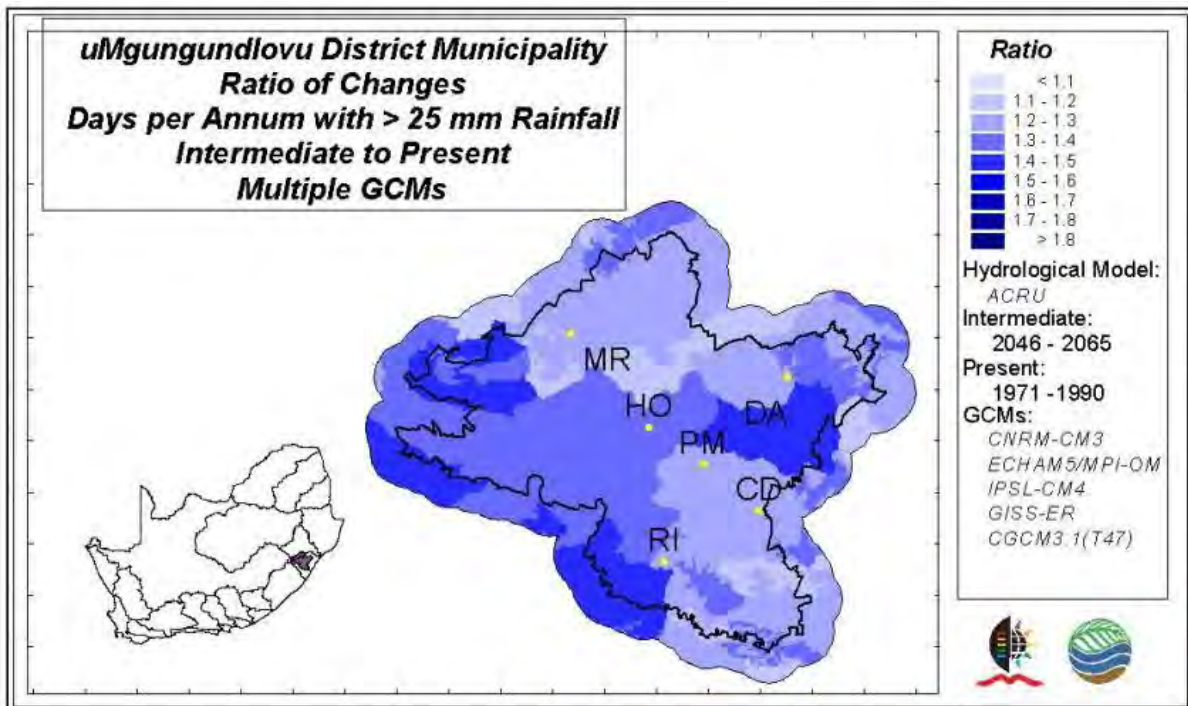 uMgungundlovu District Municipality
Ratio of Changes
Days per Annum with > 25 mm Rainfall
Intermediate to Present
Multiple GCMs
Ratio
< 1.1
1.1 - 1.2
1.2 - 1.3
1.3 - 1.4
1.4 - 1.5
1.5 - 1.6
1.6 - 1.7
1.7 - 1.8
> 1.8
Hydrological Model:
ACRU
Intermediate:
2046 - 2065
Present:
1971 -1990
GCMs:
CNRM-CM3
ECHAM5/MPI-OM
IPSL-CM4
GISS-ER
CGCM3.1(T47)
MR
HO
DA
PM
CD
RI